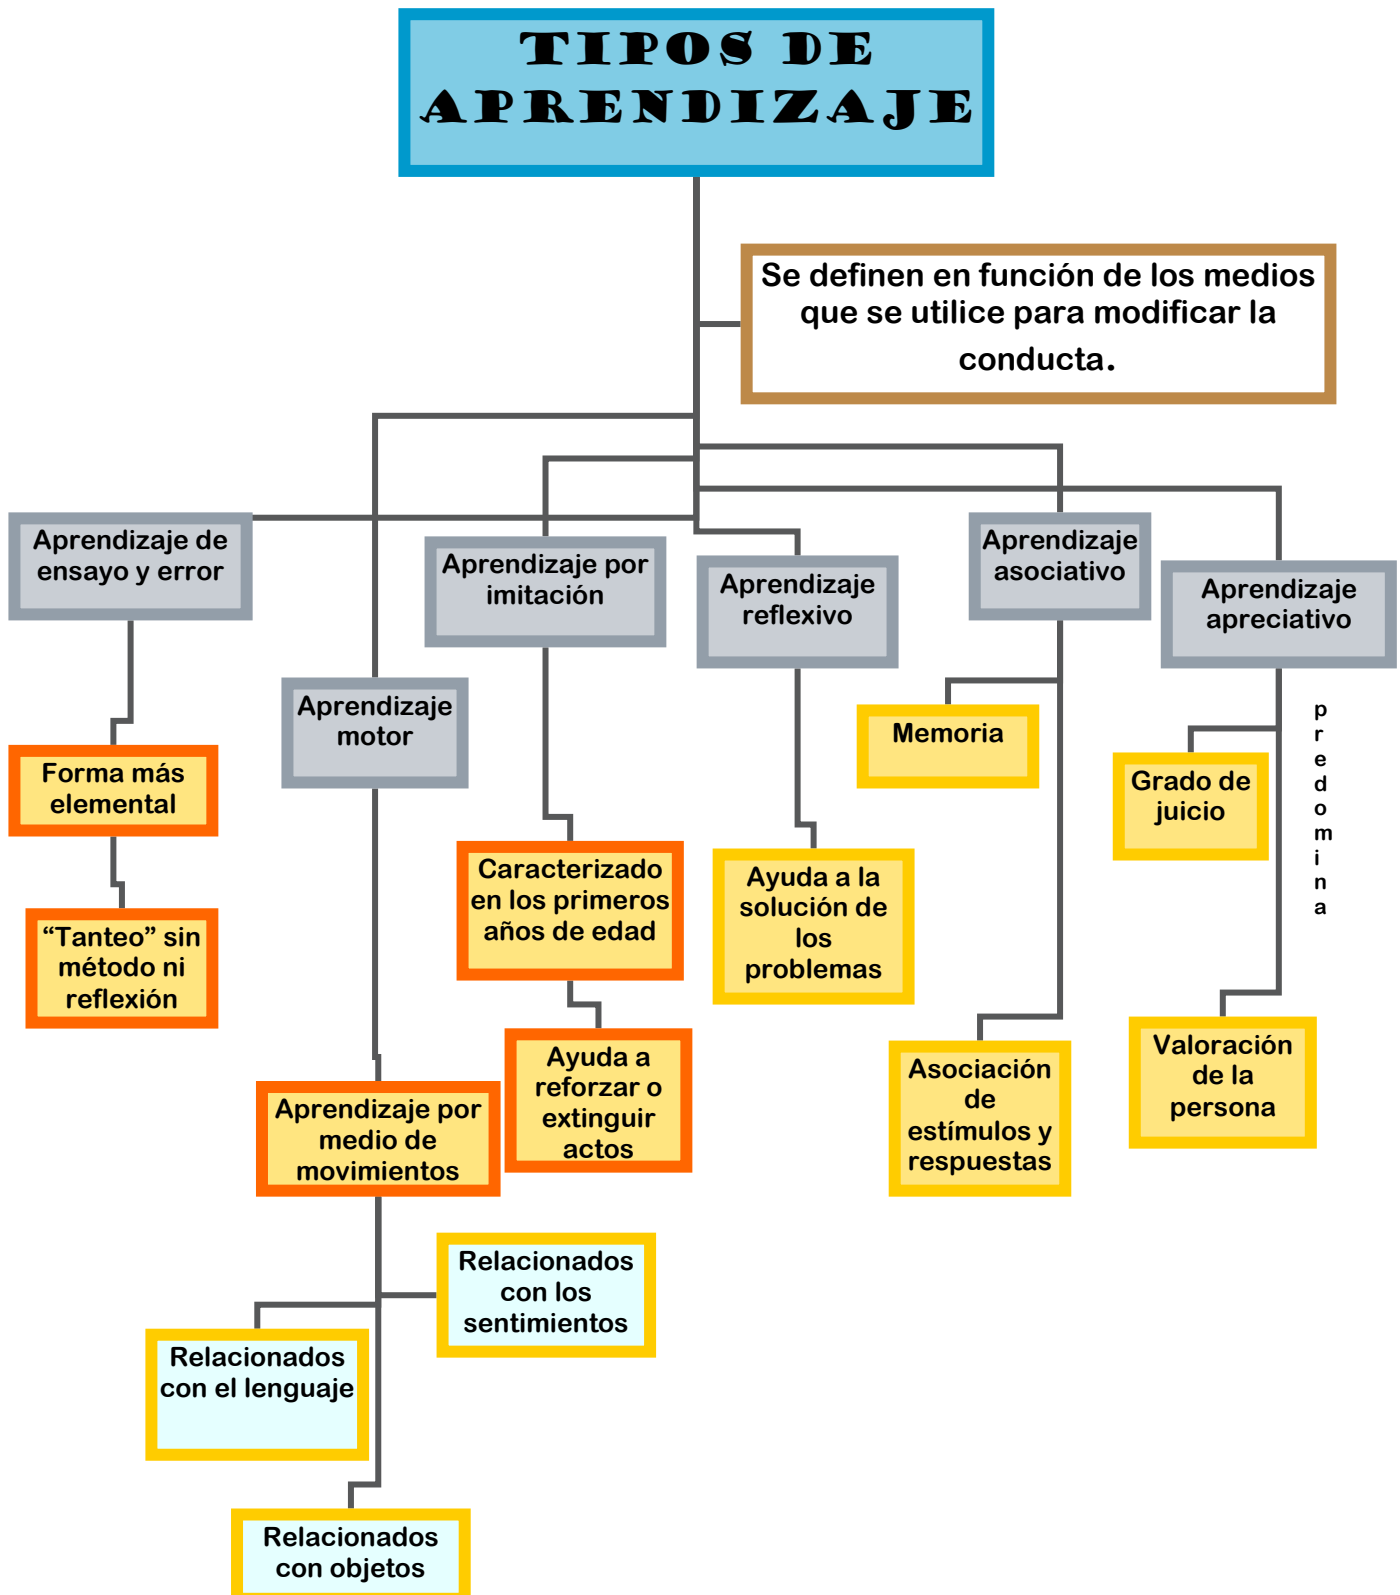 TIPOS DE
APRENDIZAJE
Se definen en función de los medios
que se utilice para modificar la
conducta.
Aprendizaje de
ensayo y error
Aprendizaje
motor
Aprendizaje por
imitación
Aprendizaje
reflexivo
Aprendizaje
asociativo
Aprendizaje
apreciativo
Forma más
elemental
“Tanteo” sin
método ni
reflexión
Caracterizado
en los primeros
años de edad
Ayuda a
reforzar o
extinguir
actos
Ayuda a la
solución de
los
problemas
Memoria
Asociación
de
estímulos y
respuestas
predomina
Grado de
juicio
Valoración
de la
persona
Aprendizaje por
medio de
movimientos
Relacionados
con los
sentimientos
Relacionados
con el lenguaje
Relacionados
con objetos